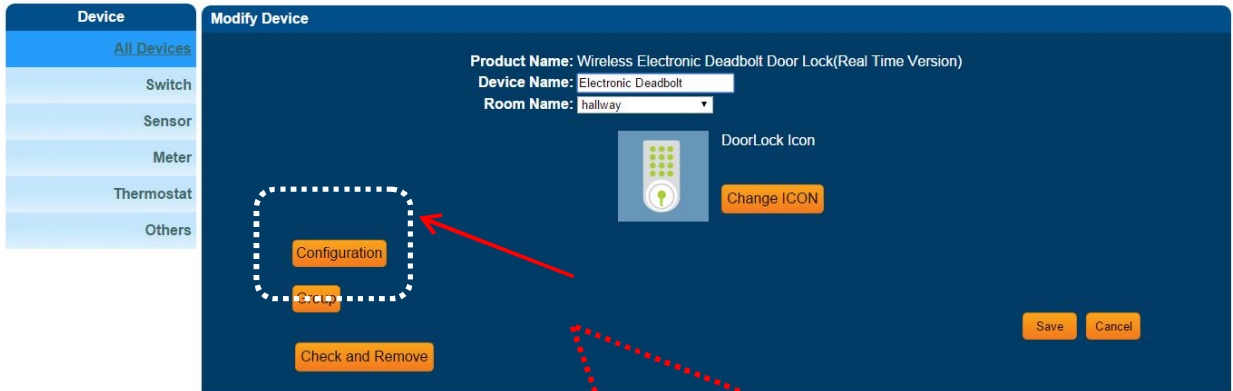 Device
All Devices
Switch
Sensor
Meter
Thermostat
Others
Modify Device
Product Name: Wireless Electronic Deadbolt Door Lock(Real Time Version)
Device Name: Electronic Deadbolt
Room Name: hallway
DoorLock Icon
Change ICON
Configuration
Group
Save Cancel
Check and Remove